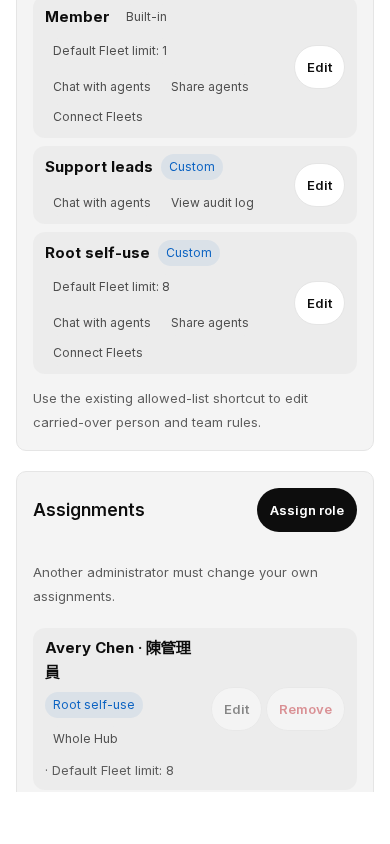 Member Built-in
Default Fleet limit: 1
Edit
Chat with agents Share agents
Connect Fleets
Support leads Custom
Edit
Chat with agents View audit log
Root self-use Custom
Default Fleet limit: 8
Edit
Chat with agents Share agents
Connect Fleets
Use the existing allowed-list shortcut to edit
carried-over person and team rules.
Assignments Assign role
Another administrator must change your own
assignments.
Avery Chen · 陳管理
員
Root self-use
Edit Remove
Whole Hub
· Default Fleet limit: 8